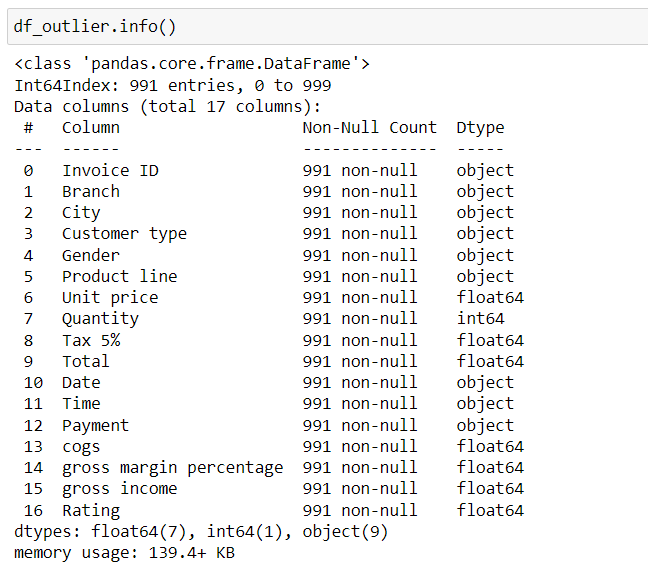 df_outlier.info()
<class 'pandas.core.frame.DataFrame'>
Int64Index: 991 entries, 0 to 999
Data columns (total 17 columns):
 #   Column                   Non-Null Count  Dtype
---  ------                   --------------  -----
 0   Invoice ID               991 non-null    object
 1   Branch                   991 non-null    object
 2   City                     991 non-null    object
 3   Customer type            991 non-null    object
 4   Gender                   991 non-null    object
 5   Product line             991 non-null    object
 6   Unit price               991 non-null    float64
 7   Quantity                 991 non-null    int64
 8   Tax 5%                   991 non-null    float64
 9   Total                    991 non-null    float64
 10  Date                     991 non-null    object
 11  Time                     991 non-null    object
 12  Payment                  991 non-null    object
 13  cogs                     991 non-null    float64
 14  gross margin percentage  991 non-null    float64
 15  gross income             991 non-null    float64
 16  Rating                   991 non-null    float64
dtypes: float64(7), int64(1), object(9)
memory usage: 139.4+ KB